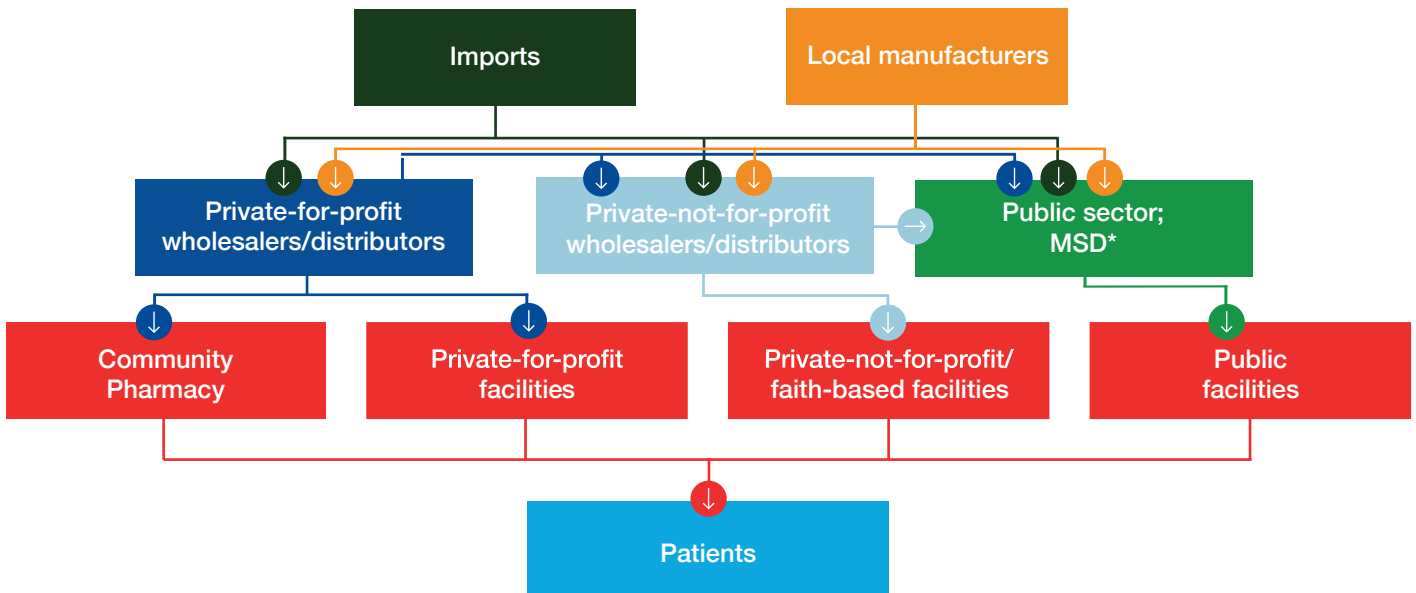 Imports
Local manufacturers
Private-for-profit
wholesalers/distributors
Private-not-for-profit
wholesalers/distributors
Public sector;
MSD*
Community
Pharmacy
Private-for-profit
facilities
Private-not-for-profit/
faith-based facilities
Public
facilities
Patients